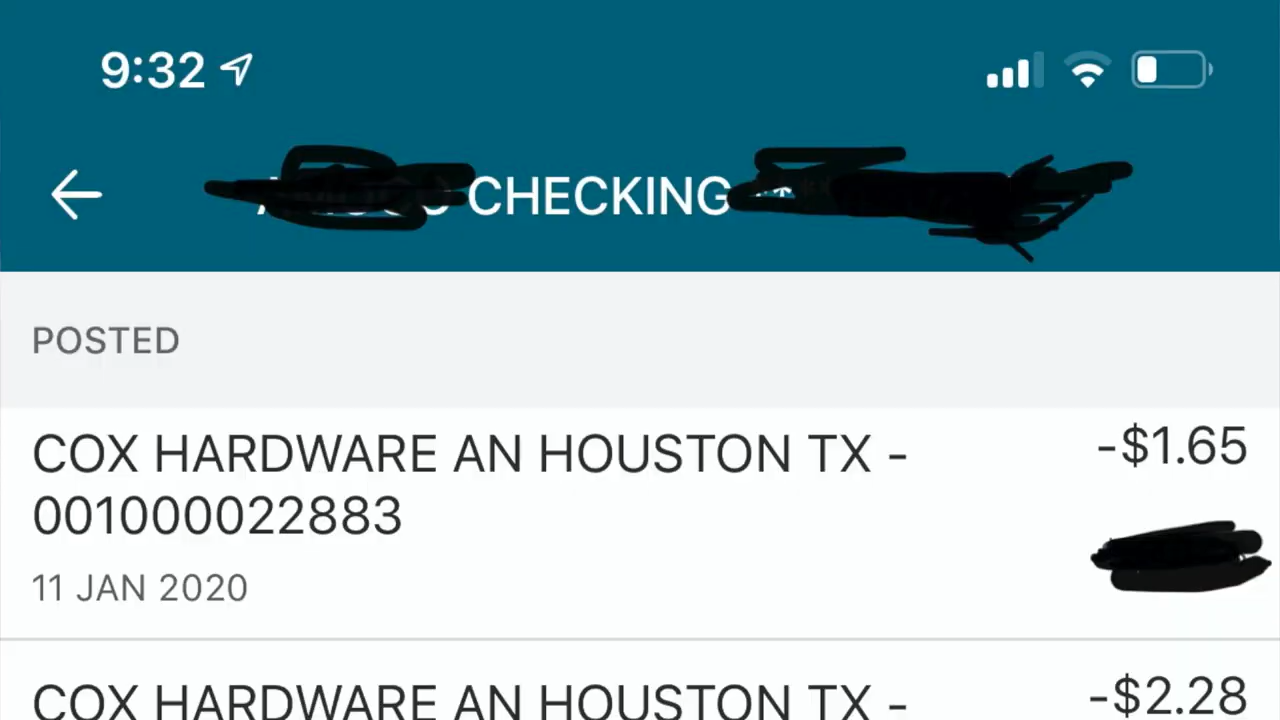 9:32
CHECKING
POSTED
COX HARDWARE AN HOUSTON TX - -$1.65
001000022883
11 JAN 2020
COX HARDWARE AN HOUSTON TX - -$2.28